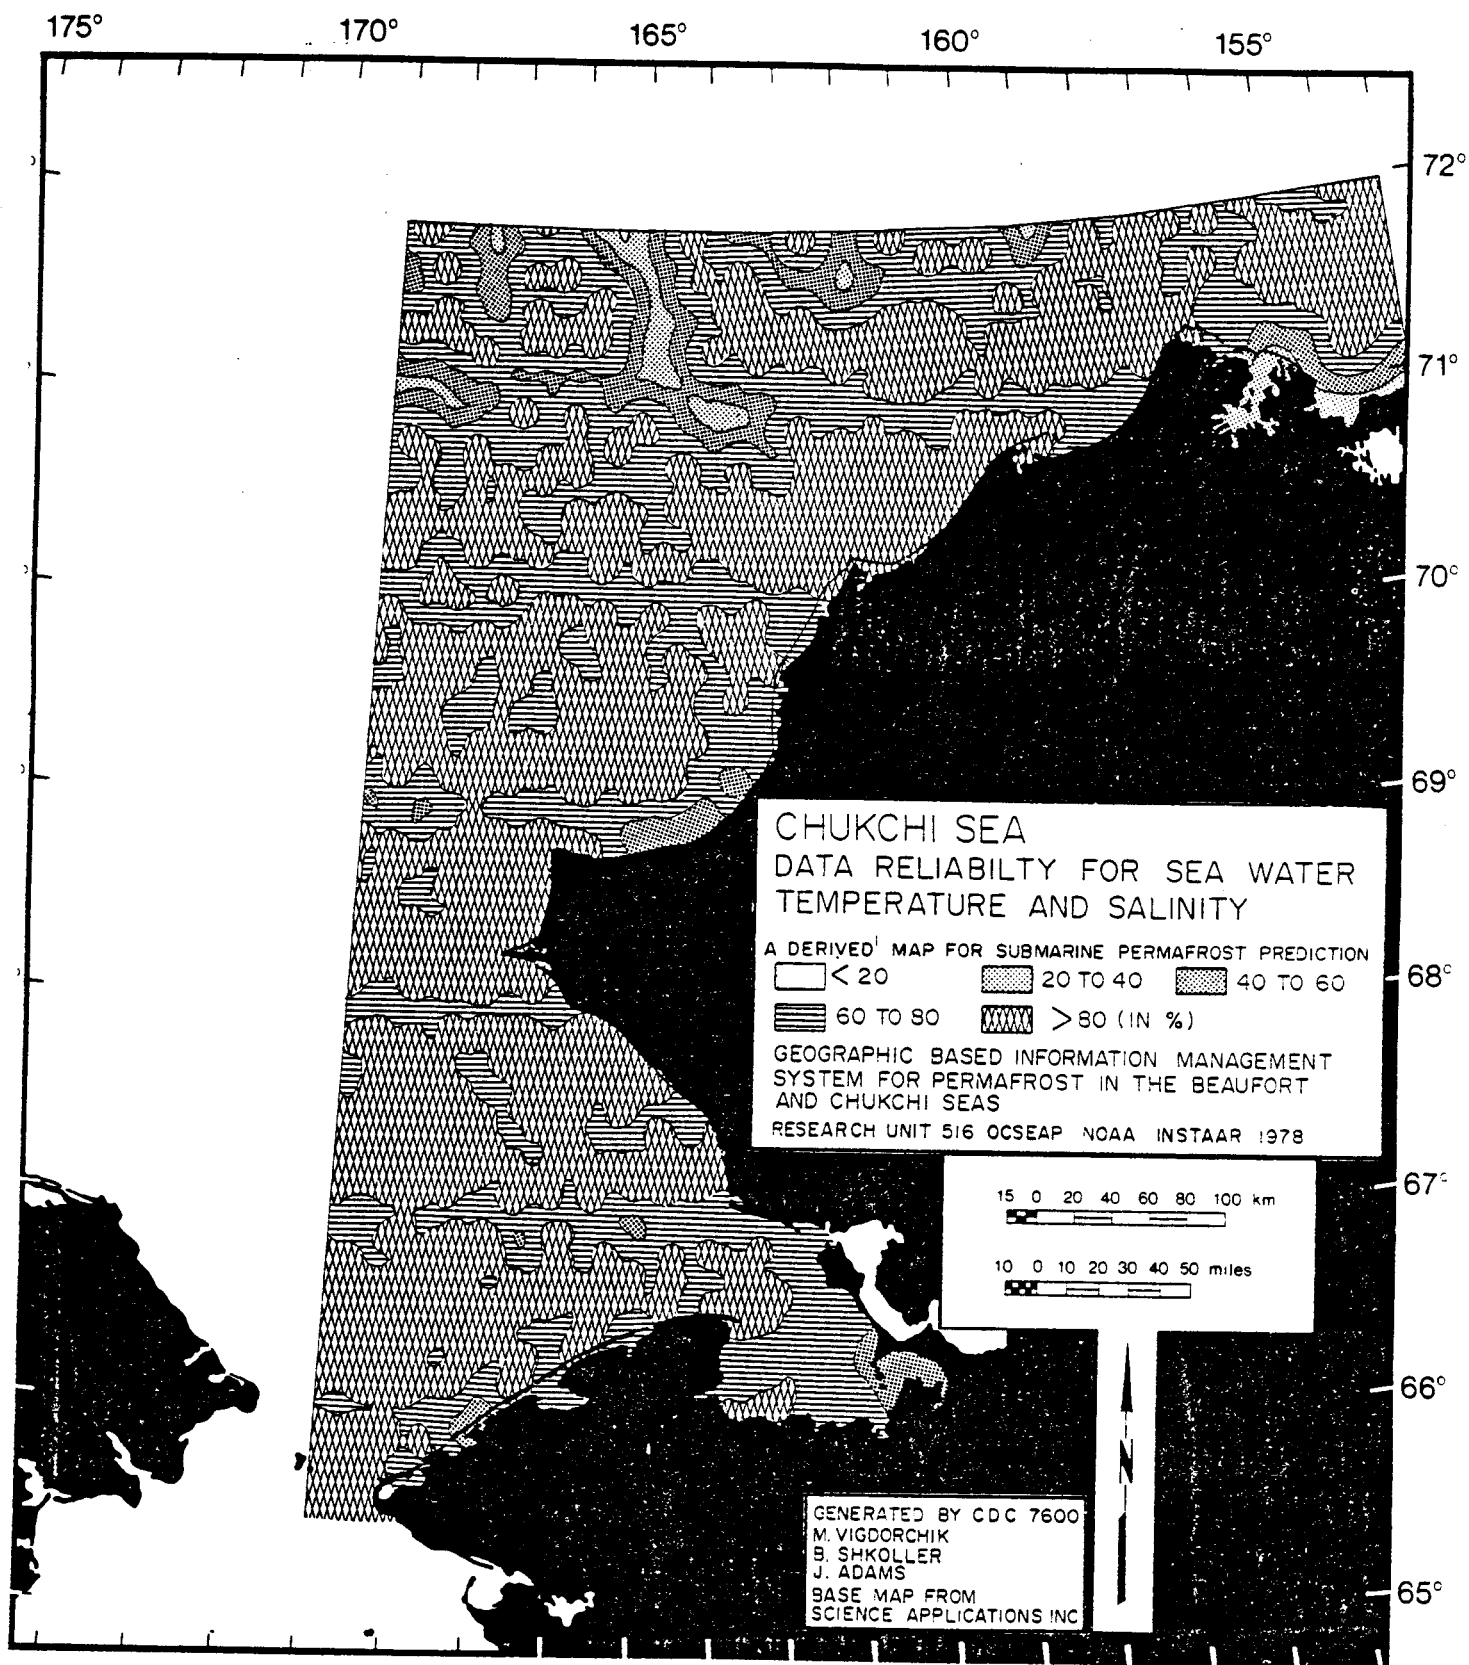 175° 170° 165° 160° 155°
72°
71°
70°
69°
CHUKCHI SEA
DATA RELIABILTY FOR SEA WATER
TEMPERATURE AND SALINITY
A DERIVED¹ MAP FOR SUBMARINE PERMAFROST PREDICTION
< 20 20 TO 40 40 TO 60
68°
60 TO 80 > 80 (IN %)
GEOGRAPHIC BASED INFORMATION MANAGEMENT
SYSTEM FOR PERMAFROST IN THE BEAUFORT
AND CHUKCHI SEAS
RESEARCH UNIT 516 OCSEAP NOAA INSTAAR 1978
67°
15 0 20 40 60 80 100 km
10 0 10 20 30 40 50 miles
66°
N
GENERATED BY CDC 7600
M. VIGDORCHIK
B. SHKOLLER
J. ADAMS
BASE MAP FROM
SCIENCE APPLICATIONS INC
65°